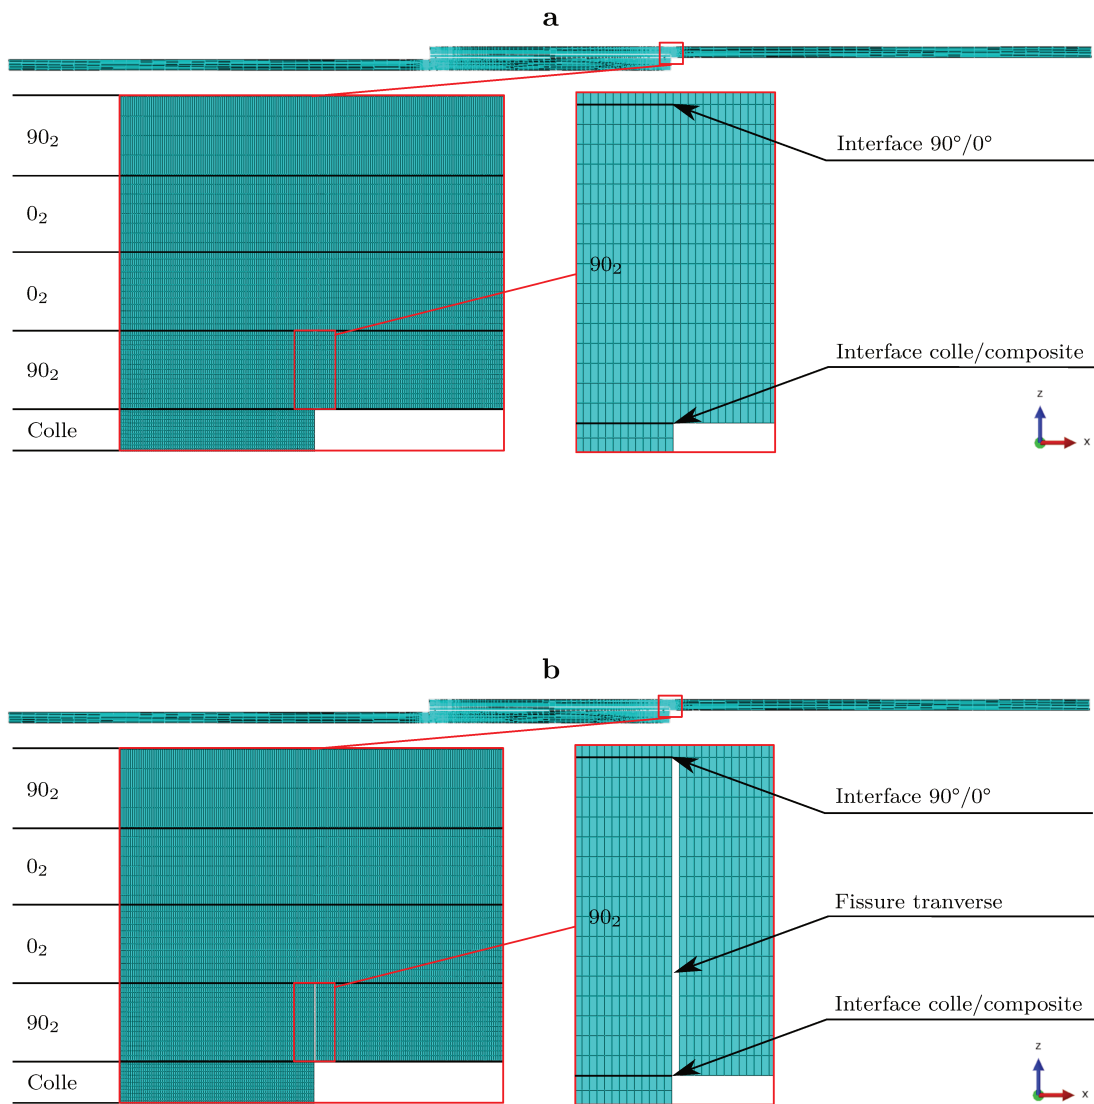 a
90₂
0₂
0₂
90₂
Colle
90₂
Interface 90°/0°
Interface colle/composite
z
x
b
90₂
0₂
0₂
90₂
Colle
90₂
Interface 90°/0°
Fissure tranverse
Interface colle/composite
z
x